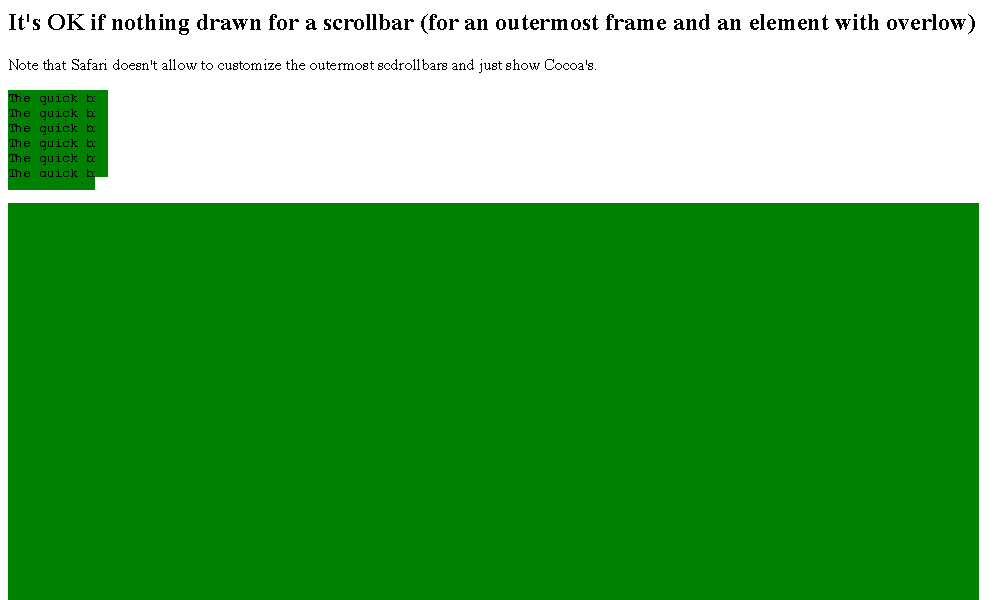 It's OK if nothing drawn for a scrollbar (for an outermost frame and an element with overlow)
Note that Safari doesn't allow to customize the outermost scdrollbars and just show Cocoa's.
The quick b
The quick b
The quick b
The quick b
The quick b
The quick b